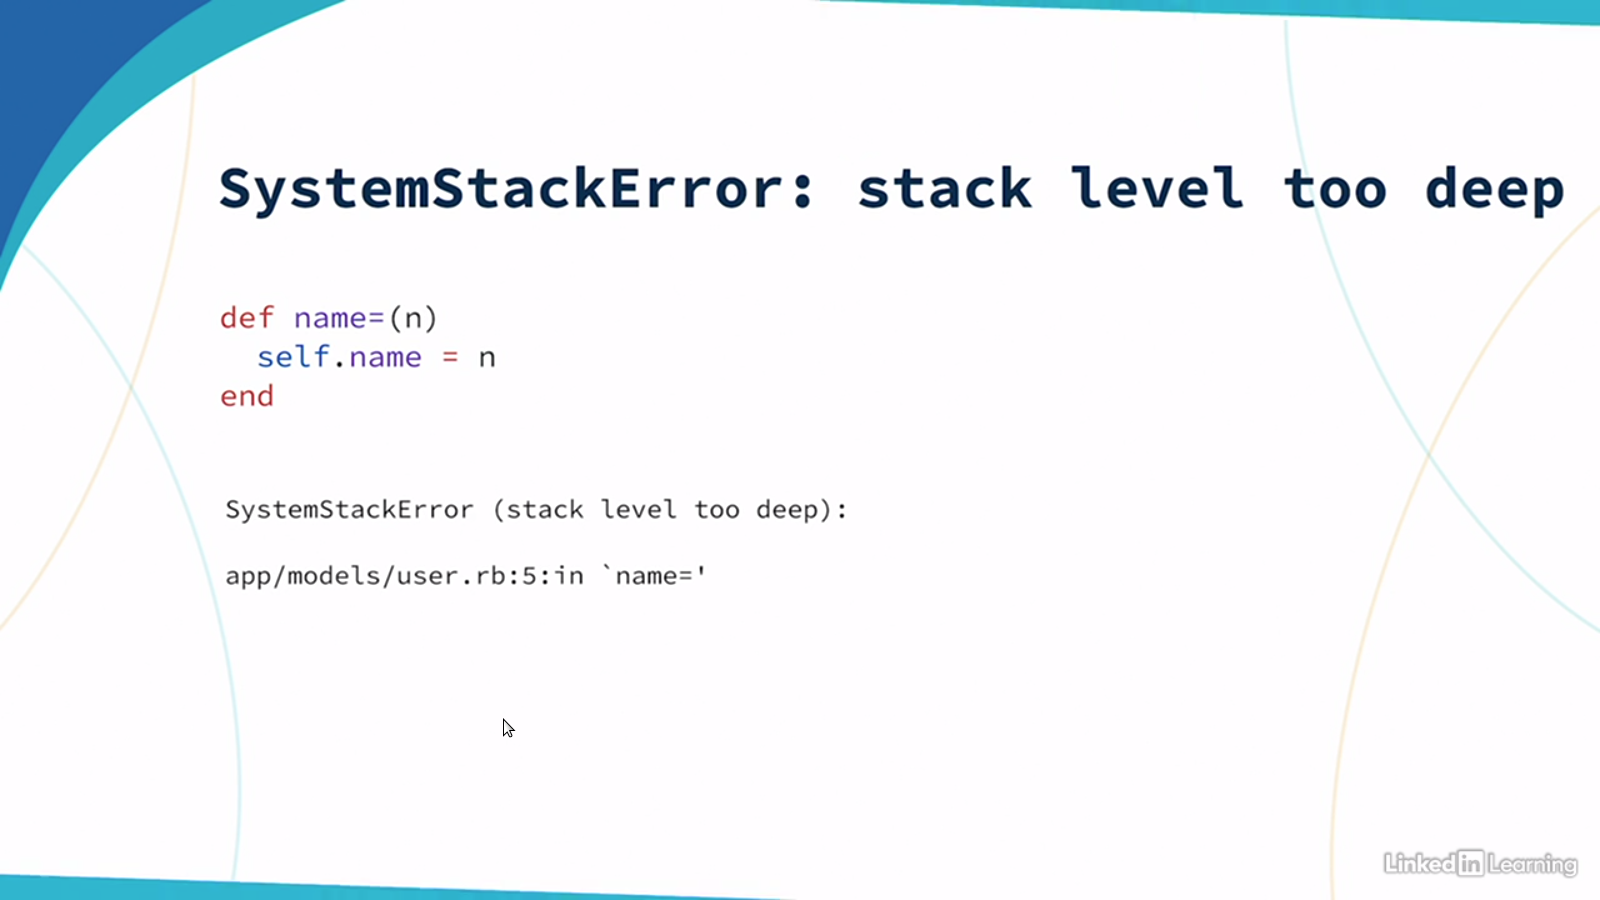 SystemStackError: stack level too deep
def name=(n)
  self.name = n
end
SystemStackError (stack level too deep):
app/models/user.rb:5:in `name='
LinkedIn Learning